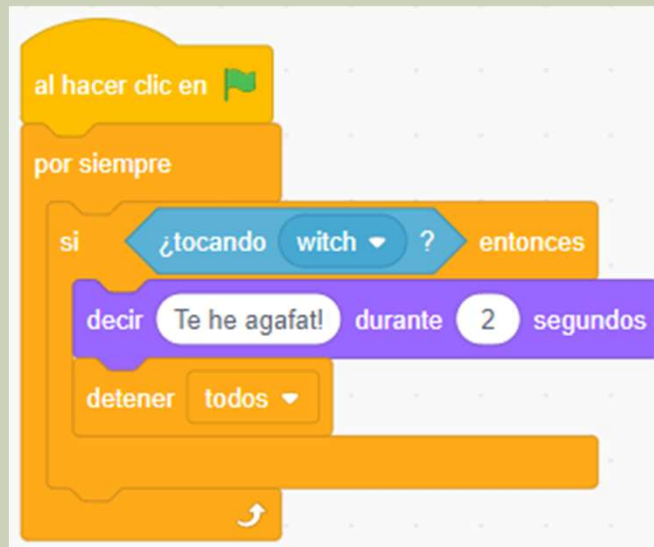 al hacer clic en
por siempre
si ¿tocando witch ? entonces
decir Te he agafat! durante 2 segundos
detener todos